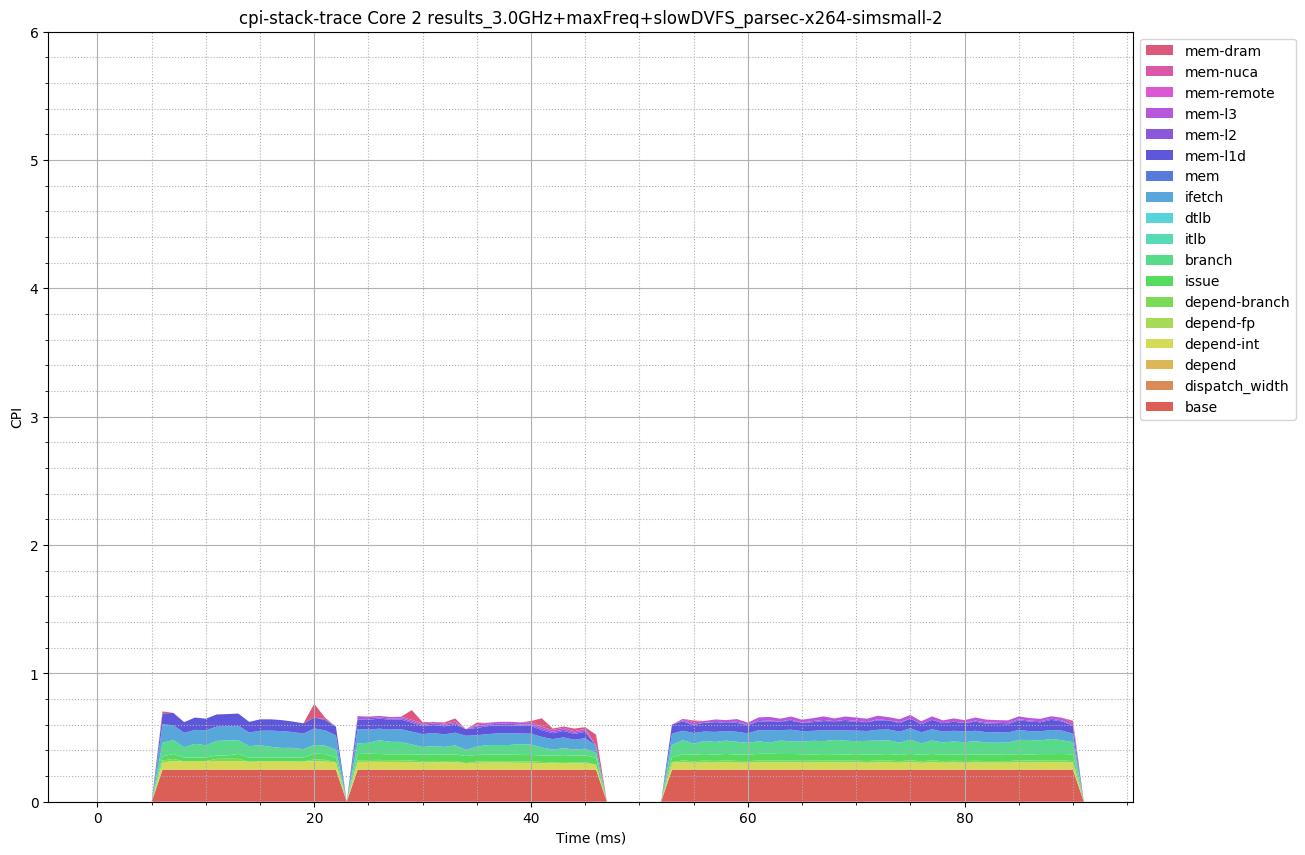 cpi-stack-trace Core 2 results_3.0GHz+maxFreq+slowDVFS_parsec-x264-simsmall-2
6
5
4
3
2
1
0
CPI
0 20 40 60 80
Time (ms)
mem-dram
mem-nuca
mem-remote
mem-l3
mem-l2
mem-l1d
mem
ifetch
dtlb
itlb
branch
issue
depend-branch
depend-fp
depend-int
depend
dispatch_width
base